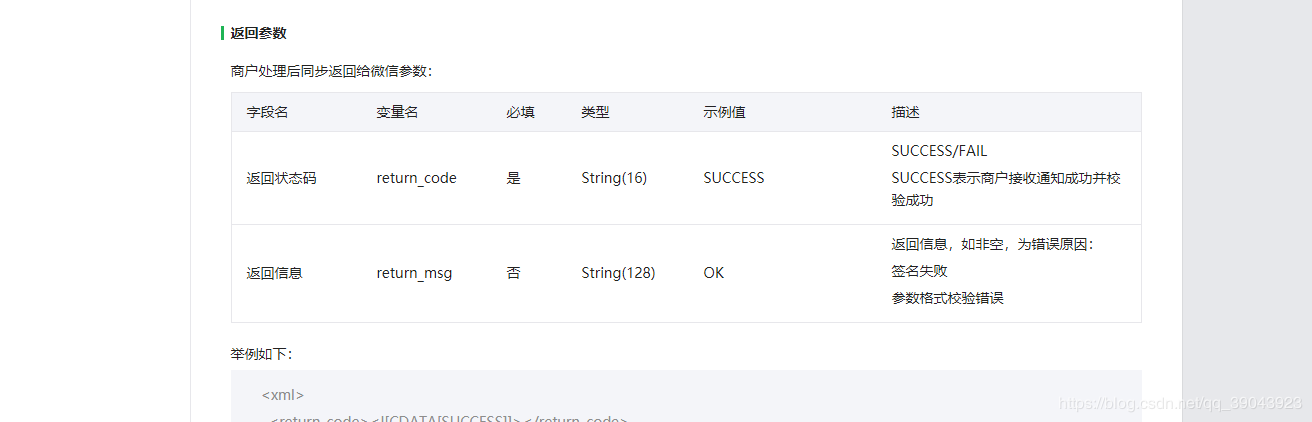 返回参数
商户处理后同步返回给微信参数：
字段名 变量名 必填 类型 示例值 描述
返回状态码 return_code 是 String(16) SUCCESS SUCCESS/FAIL
SUCCESS表示商户接收通知成功并校
验成功
返回信息 return_msg 否 String(128) OK 返回信息，如非空，为错误原因：
签名失败
参数格式校验错误
举例如下：
<xml>
<return_code><![CDATA[SUCCESS]]></return_code>
https://blog.csdn.net/qq_39043923